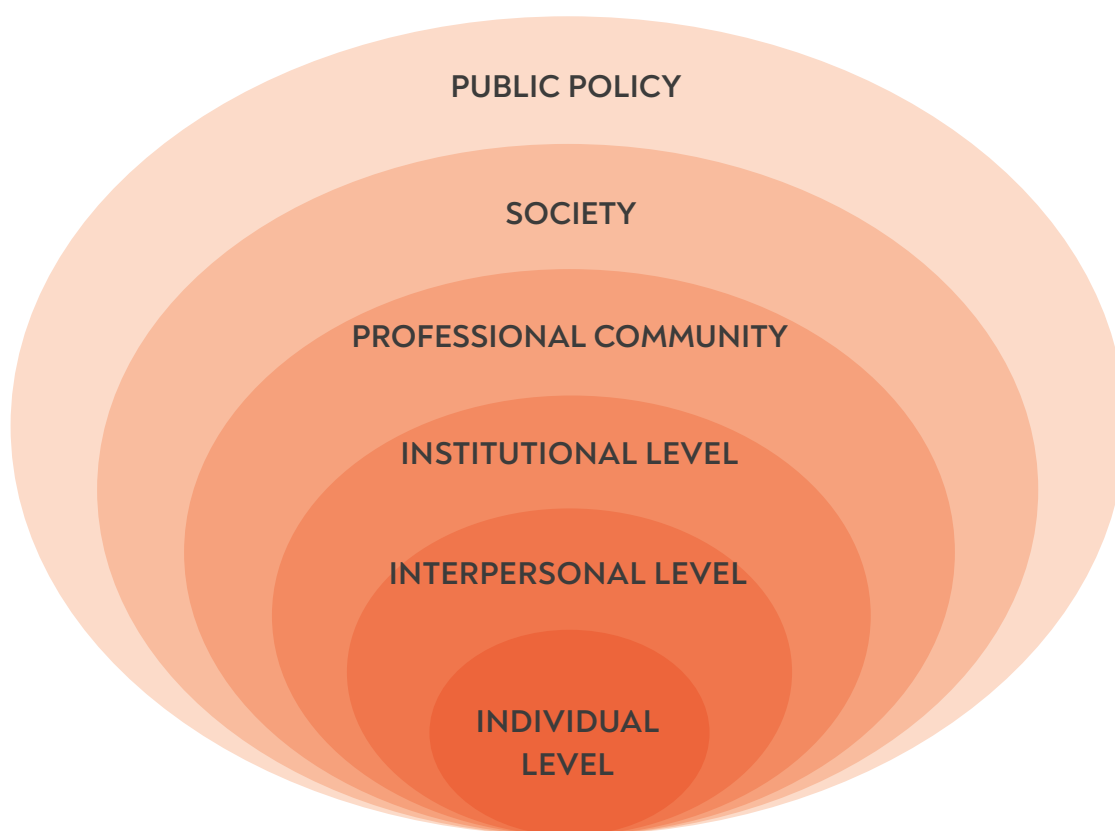 PUBLIC POLICY
SOCIETY
PROFESSIONAL COMMUNITY
INSTITUTIONAL LEVEL
INTERPERSONAL LEVEL
INDIVIDUAL
LEVEL